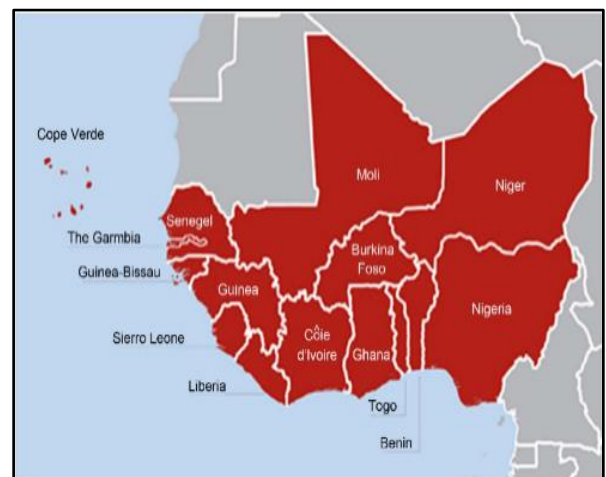 Cope Verde
Moli
Niger
Senegel
The Garmbia
Burkina
Foso
Guinea-Bissau
Guinea
Nigeria
Sierro Leone
Côie
d'Ivoire
Ghana
Liberia
Togo
Benin